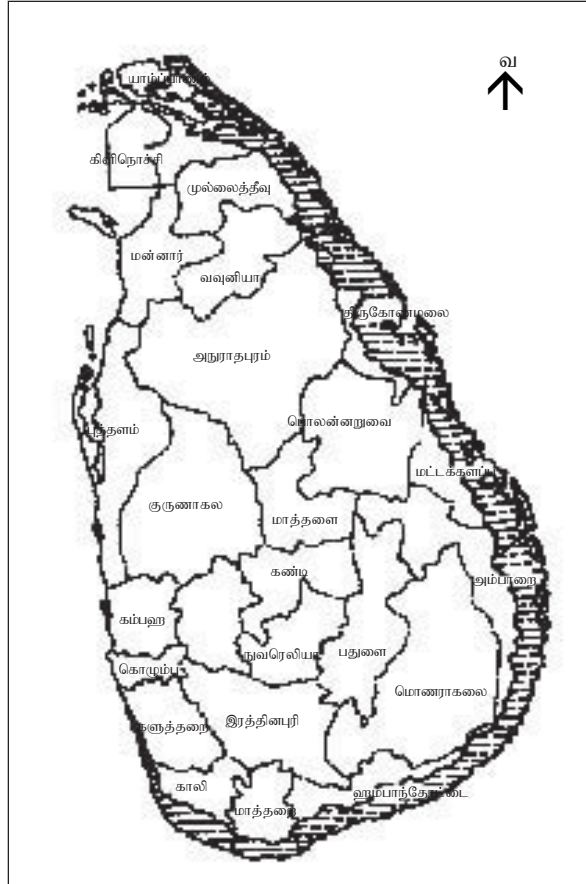 வ
யாழ்ப்பாணம்
கிளிநொச்சி
முல்லைத்தீவு
மன்னார்
வவுனியா
திருகோணமலை
அநுராதபுரம்
பொலன்னறுவை
புத்தளம்
மட்டக்களப்பு
குருணாகல
மாத்தளை
கண்டி
அம்பாறை
கம்பஹ
நுவரெலியா
பதுளை
கொழும்பு
மொணராகலை
களுத்தறை
இரத்தினபுரி
காலி
ஹம்பாந்தோட்டை
மாத்தறை